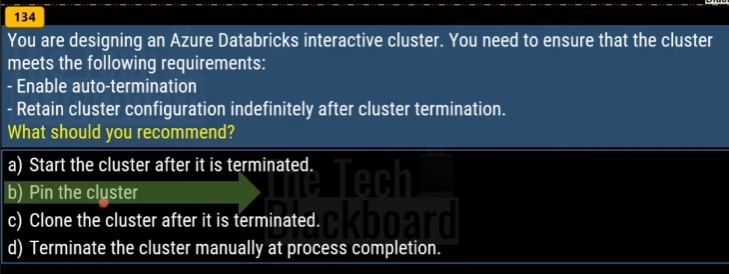 134
You are designing an Azure Databricks interactive cluster. You need to ensure that the cluster
meets the following requirements:
- Enable auto-termination
- Retain cluster configuration indefinitely after cluster termination.
What should you recommend?
a) Start the cluster after it is terminated.
b) Pin the cluster
c) Clone the cluster after it is terminated.
d) Terminate the cluster manually at process completion.
The Tech
Blackboard